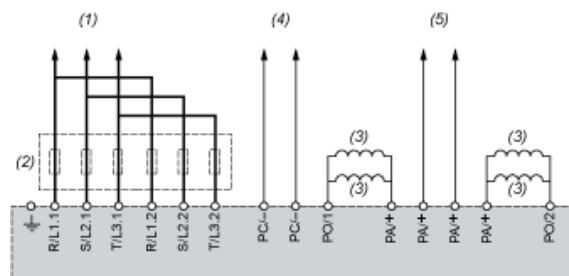 (1) (4) (5)
(3) (3)
(2) (3) (3)
R/L1.1 S/L2.1 T/L3.1 R/L1.2 S/L2.2 T/L3.2 PC/− PC/− PO/1 PA/+ PA/+ PA/+ PA/+ PO/2